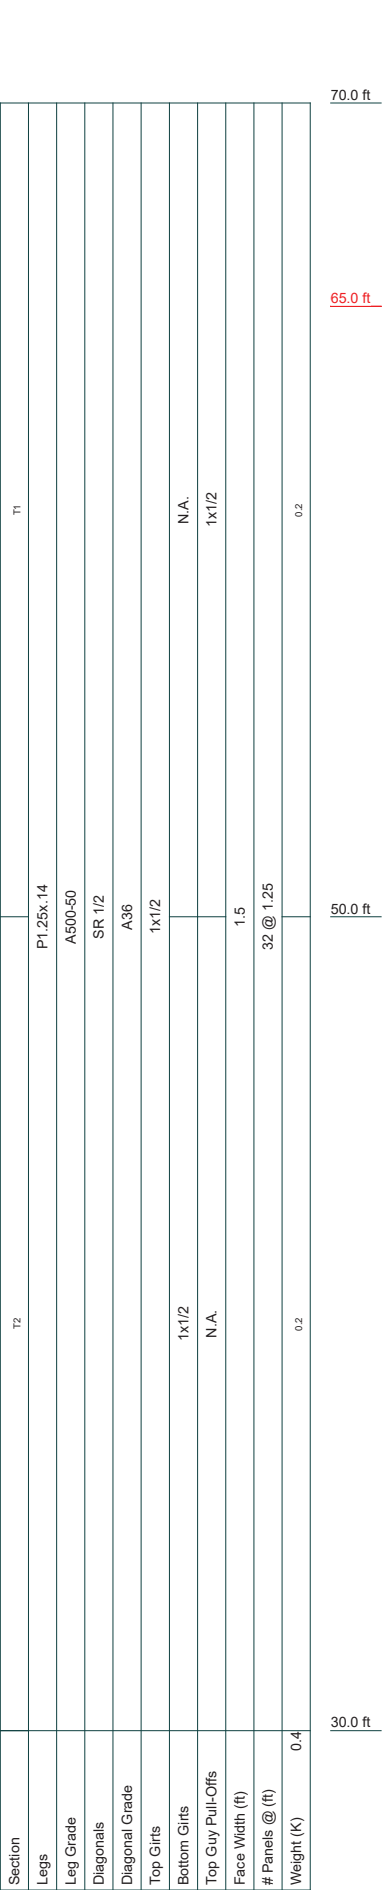 Section T2 T1
Legs P1.25x.14
Leg Grade A500-50
Diagonals SR 1/2
Diagonal Grade A36
Top Girts 1x1/2
Bottom Girts 1x1/2 N.A.
Top Guy Pull-Offs N.A. 1x1/2
Face Width (ft) 1.5
# Panels @ (ft) 32 @ 1.25
Weight (K) 0.4 0.2 0.2
70.0 ft
65.0 ft
50.0 ft
30.0 ft